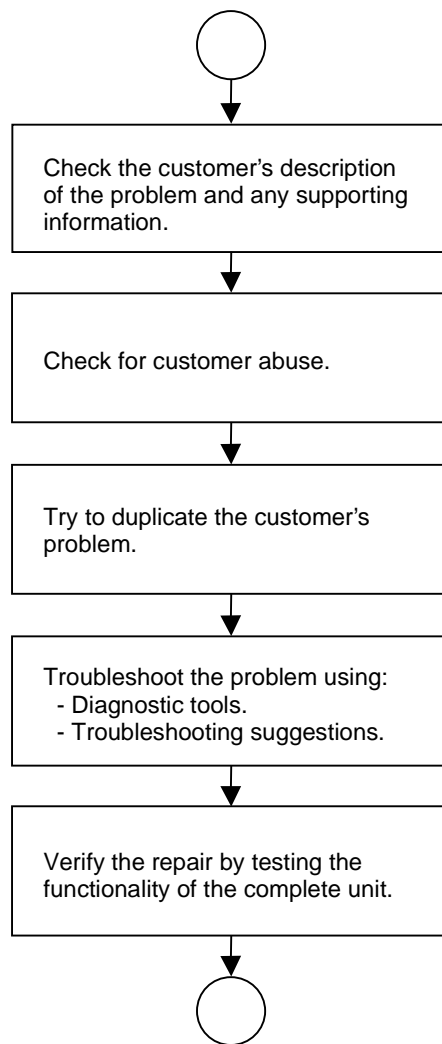 Check the customer’s description
of the problem and any supporting
information.
Check for customer abuse.
Try to duplicate the customer’s
problem.
Troubleshoot the problem using:
- Diagnostic tools.
- Troubleshooting suggestions.
Verify the repair by testing the
functionality of the complete unit.